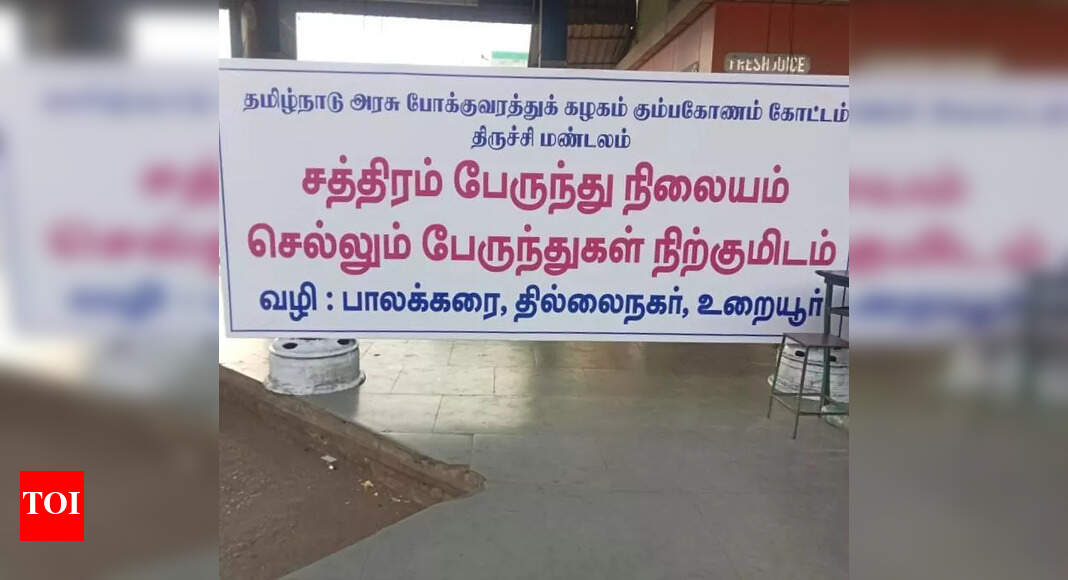 FRESH JUICE
தமிழ்நாடு அரசு போக்குவரத்துக் கழகம் கும்பகோணம் கோட்டம்
திருச்சி மண்டலம்
சத்திரம் பேருந்து நிலையம்
செல்லும் பேருந்துகள் நிற்குமிடம்
வழி : பாலக்கரை, தில்லைநகர், உறையூர்
TOI